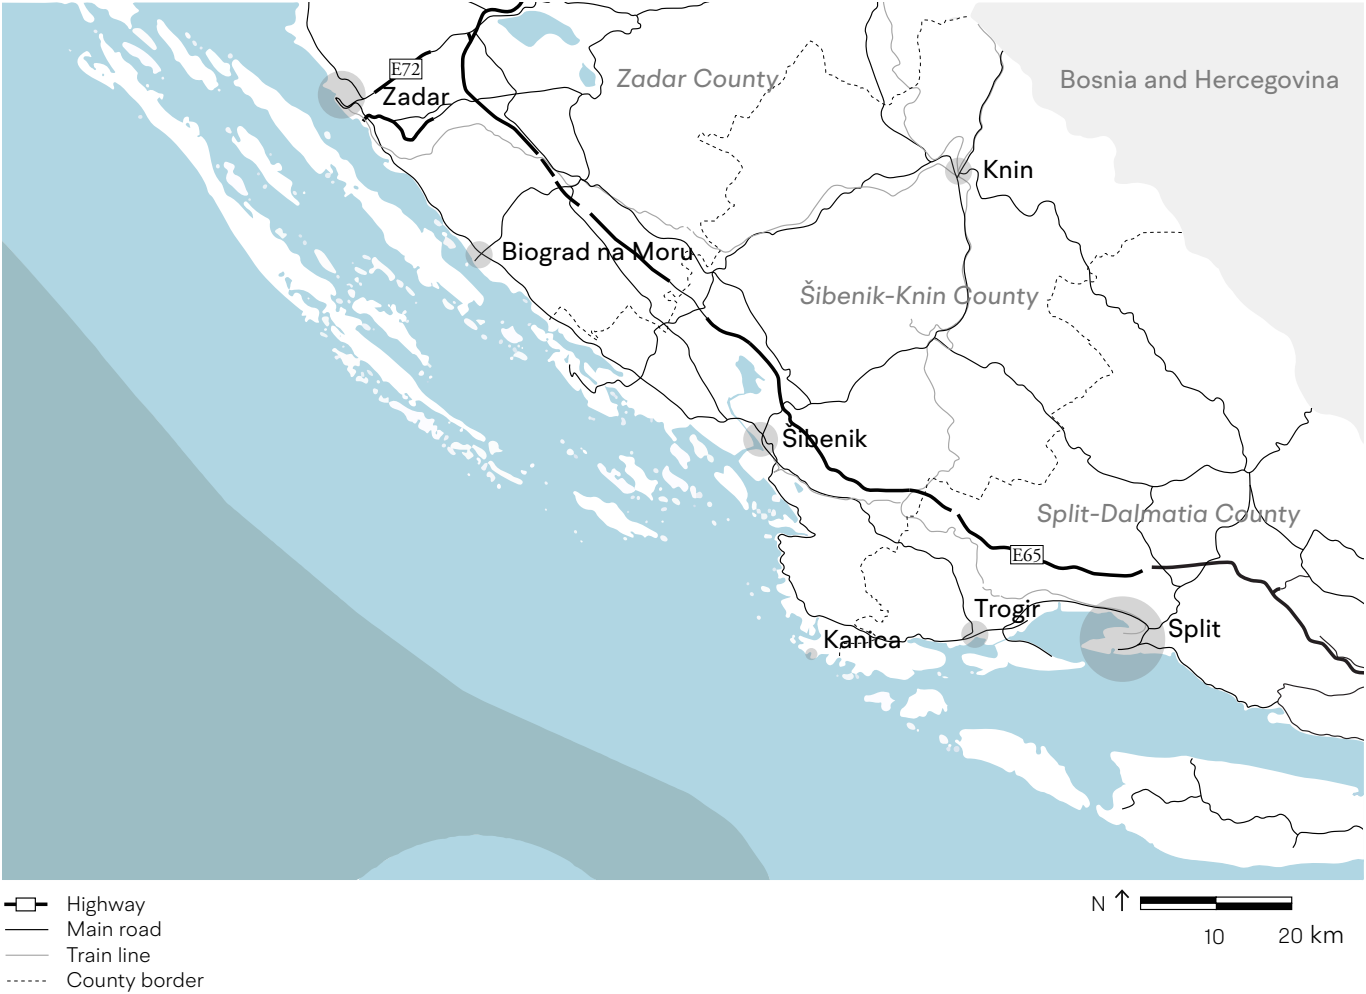 E72
Zadar
Zadar County
Bosnia and Hercegovina
Knin
Biograd na Moru
Šibenik-Knin County
Šibenik
Split-Dalmatia County
E65
Trogir
Split
Kanica
Highway
Main road
Train line
County border
N
10
20 km